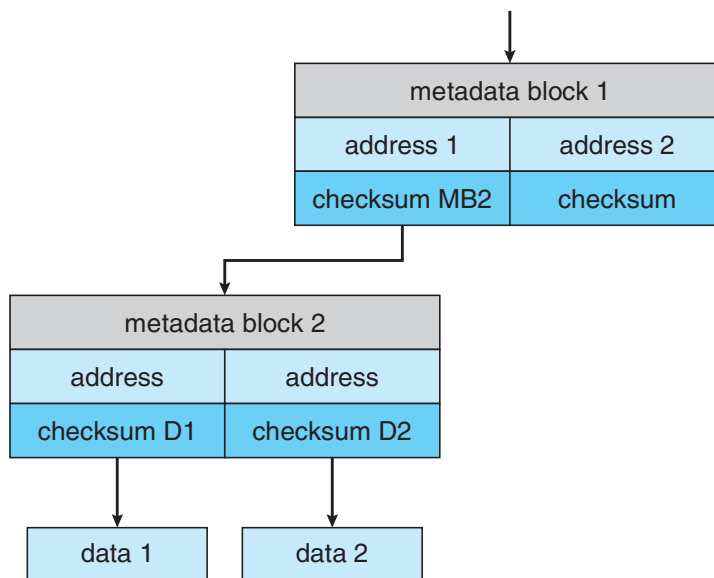 metadata block 1
address 1 address 2
checksum MB2 checksum
metadata block 2
address address
checksum D1 checksum D2
data 1 data 2